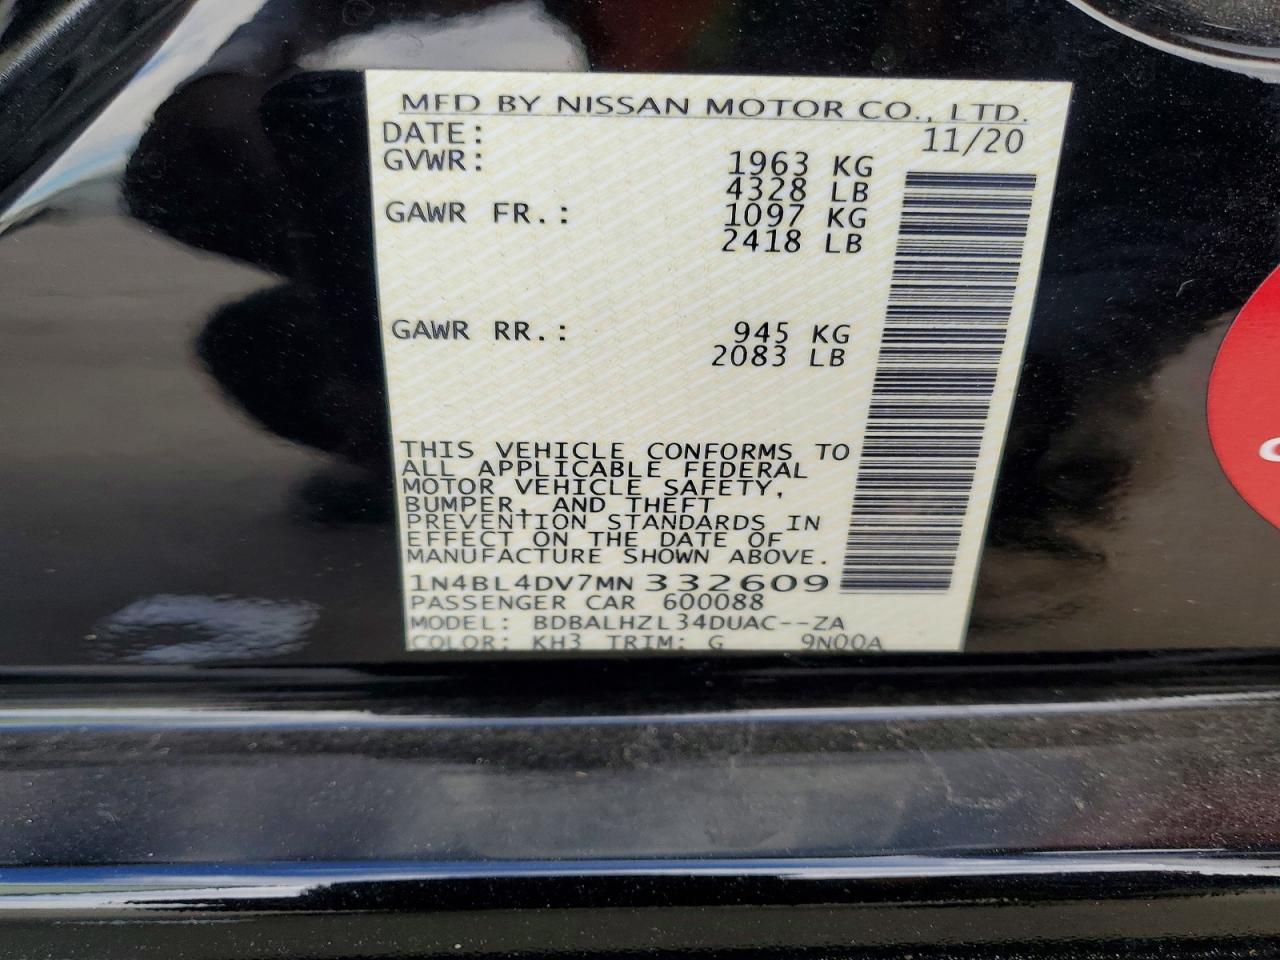 MFD BY NISSAN MOTOR CO., LTD.
DATE: 11/20
GVWR: 1963 KG
4328 LB
GAWR FR.: 1097 KG
2418 LB
GAWR RR.: 945 KG
2083 LB
THIS VEHICLE CONFORMS TO
ALL APPLICABLE FEDERAL
MOTOR VEHICLE SAFETY,
BUMPER, AND THEFT
PREVENTION STANDARDS IN
EFFECT ON THE DATE OF
MANUFACTURE SHOWN ABOVE.
1N4BL4DV7MN332609
PASSENGER CAR 600088
MODEL: BDBALHZL34DUAC--ZA
COLOR: KH3 TRIM: G 9N00A